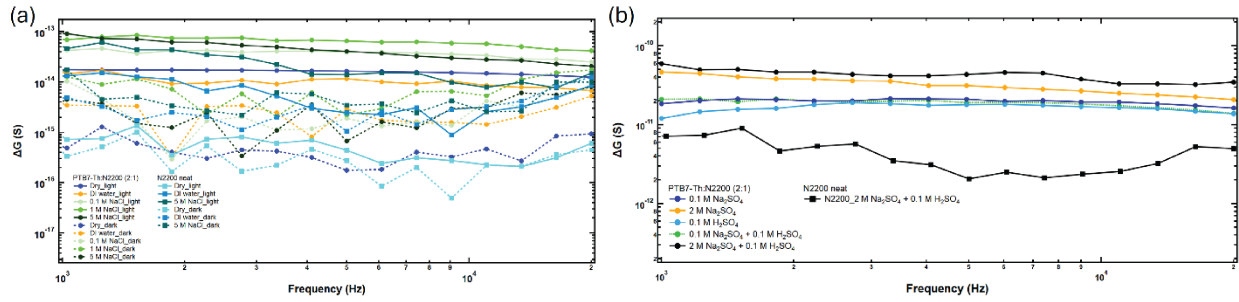 (a)
ΔG (S)
10⁻¹³
10⁻¹⁴
10⁻¹⁵
10⁻¹⁶
10⁻¹⁷
PTB7-Th:N2200 (2:1)
Dry_light
DI water_light
0.1 M NaCl_light
1 M NaCl_light
5 M NaCl_light
Dry_dark
DI water_dark
0.1 M NaCl_dark
1 M NaCl_dark
5 M NaCl_dark
N2200 neat
Dry_light
DI water_light
5 M NaCl_light
Dry_dark
DI water_dark
5 M NaCl_dark
10³ 2 3 4 5 6 7 8 9 10⁴ 2
Frequency (Hz)
(b)
ΔG (S)
10⁻¹⁰
10⁻¹¹
10⁻¹²
PTB7-Th:N2200 (2:1)
0.1 M Na₂SO₄
2 M Na₂SO₄
0.1 M H₂SO₄
0.1 M Na₂SO₄ + 0.1 M H₂SO₄
2 M Na₂SO₄ + 0.1 M H₂SO₄
N2200 neat
N2200_2 M Na₂SO₄ + 0.1 M H₂SO₄
10³ 2 3 4 5 6 7 8 9 10⁴ 2
Frequency (Hz)